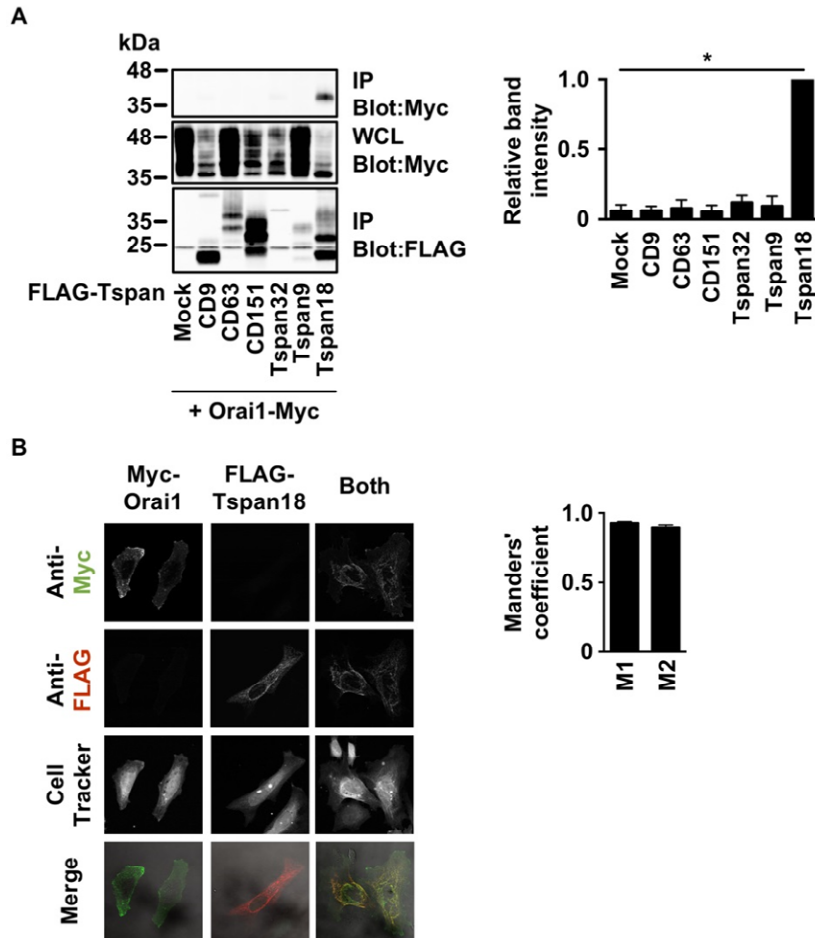 A
kDa
48
35
IP
Blot:Myc
48
35
WCL
Blot:Myc
35
25
IP
Blot:FLAG
FLAG-Tspan
Mock
CD9
CD63
CD151
Tspan32
Tspan9
Tspan18
+ Orai1-Myc
*
Relative band
intensity
1.0
0.5
0
Mock
CD9
CD63
CD151
Tspan32
Tspan9
Tspan18
B
Myc-
Orai1
FLAG-
Tspan18
Both
Anti-
Myc
Anti-
FLAG
Cell
Tracker
Merge
Manders'
coefficient
1.0
0.5
0
M1
M2